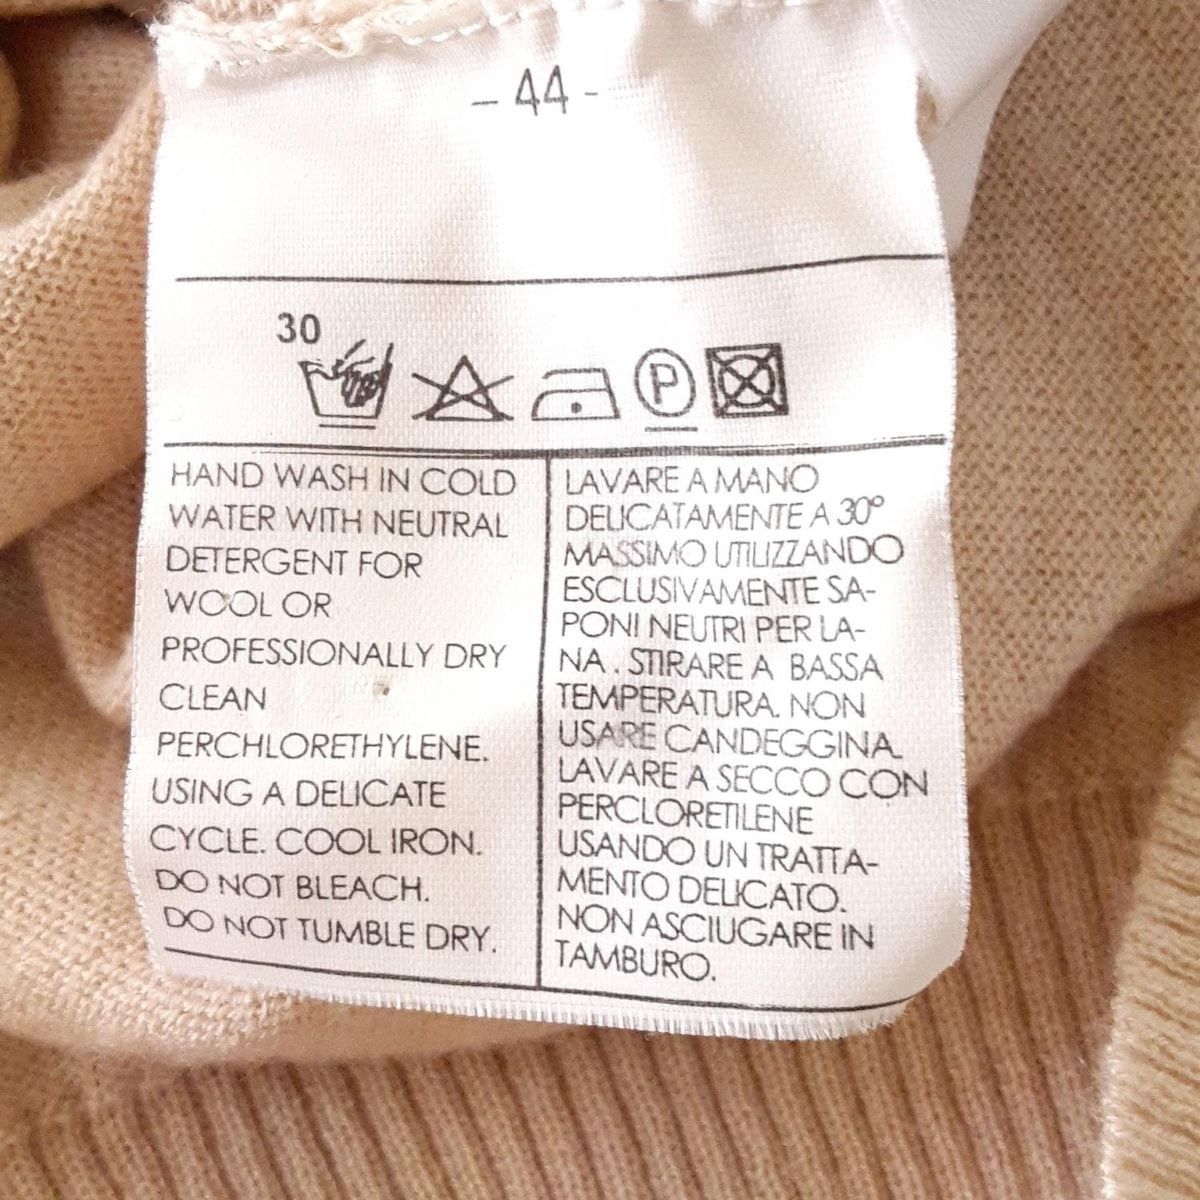 - 44 -
30
P
HAND WASH IN COLD
WATER WITH NEUTRAL
DETERGENT FOR
WOOL OR
PROFESSIONALLY DRY
CLEAN
PERCHLORETHYLENE.
USING A DELICATE
CYCLE. COOL IRON.
DO NOT BLEACH.
DO NOT TUMBLE DRY.
LAVARE A MANO
DELICATAMENTE A 30°
MASSIMO UTILIZZANDO
ESCLUSIVAMENTE SA-
PONI NEUTRI PER LA-
NA . STIRARE A BASSA
TEMPERATURA. NON
USARE CANDEGGINA.
LAVARE A SECCO CON
PERCLORETILENE
USANDO UN TRATTA-
MENTO DELICATO.
NON ASCIUGARE IN
TAMBURO.